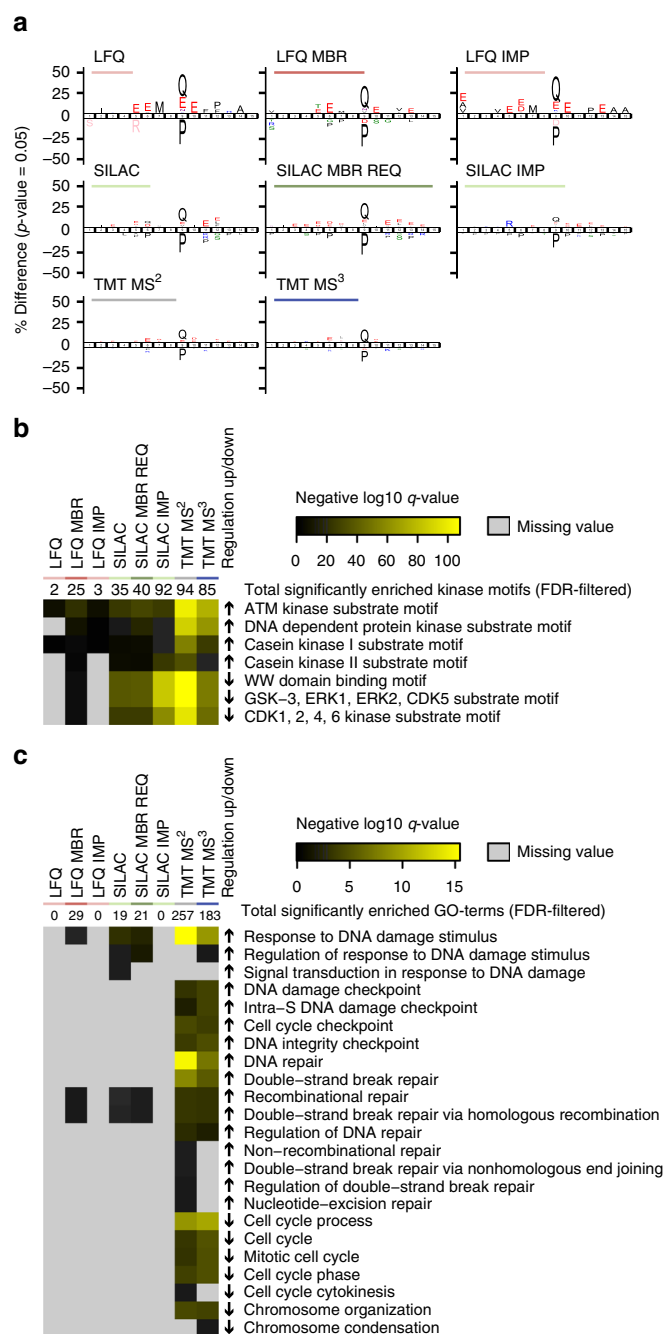 a
LFQ
LFQ MBR
LFQ IMP
SILAC
SILAC MBR REQ
SILAC IMP
TMT MS2
TMT MS3
% Difference (p-value = 0.05)
50
25
0
−25
−50
50
25
0
−25
−50
50
25
0
−25
−50
b
LFQ
LFQ MBR
LFQ IMP
SILAC
SILAC MBR REQ
SILAC IMP
TMT MS2
TMT MS3
Regulation up/down
Negative log10 q-value
0 20 40 60 80 100
Missing value
2 25 3 35 40 92 94 85 Total significantly enriched kinase motifs (FDR-filtered)
↑ ATM kinase substrate motif
↑ DNA dependent protein kinase substrate motif
↑ Casein kinase I substrate motif
↑ Casein kinase II substrate motif
↓ WW domain binding motif
↓ GSK−3, ERK1, ERK2, CDK5 substrate motif
↓ CDK1, 2, 4, 6 kinase substrate motif
c
LFQ
LFQ MBR
LFQ IMP
SILAC
SILAC MBR REQ
SILAC IMP
TMT MS2
TMT MS3
Regulation up/down
Negative log10 q-value
0 5 10 15
Missing value
0 29 0 19 21 0 257 183 Total significantly enriched GO-terms (FDR-filtered)
↑ Response to DNA damage stimulus
↑ Regulation of response to DNA damage stimulus
↑ Signal transduction in response to DNA damage
↑ DNA damage checkpoint
↑ Intra−S DNA damage checkpoint
↑ Cell cycle checkpoint
↑ DNA integrity checkpoint
↑ DNA repair
↑ Double−strand break repair
↑ Recombinational repair
↑ Double−strand break repair via homologous recombination
↑ Regulation of DNA repair
↑ Non−recombinational repair
↑ Double−strand break repair via nonhomologous end joining
↑ Regulation of double−strand break repair
↑ Nucleotide−excision repair
↓ Cell cycle process
↓ Cell cycle
↓ Mitotic cell cycle
↓ Cell cycle phase
↓ Cell cycle cytokinesis
↓ Chromosome organization
↓ Chromosome condensation